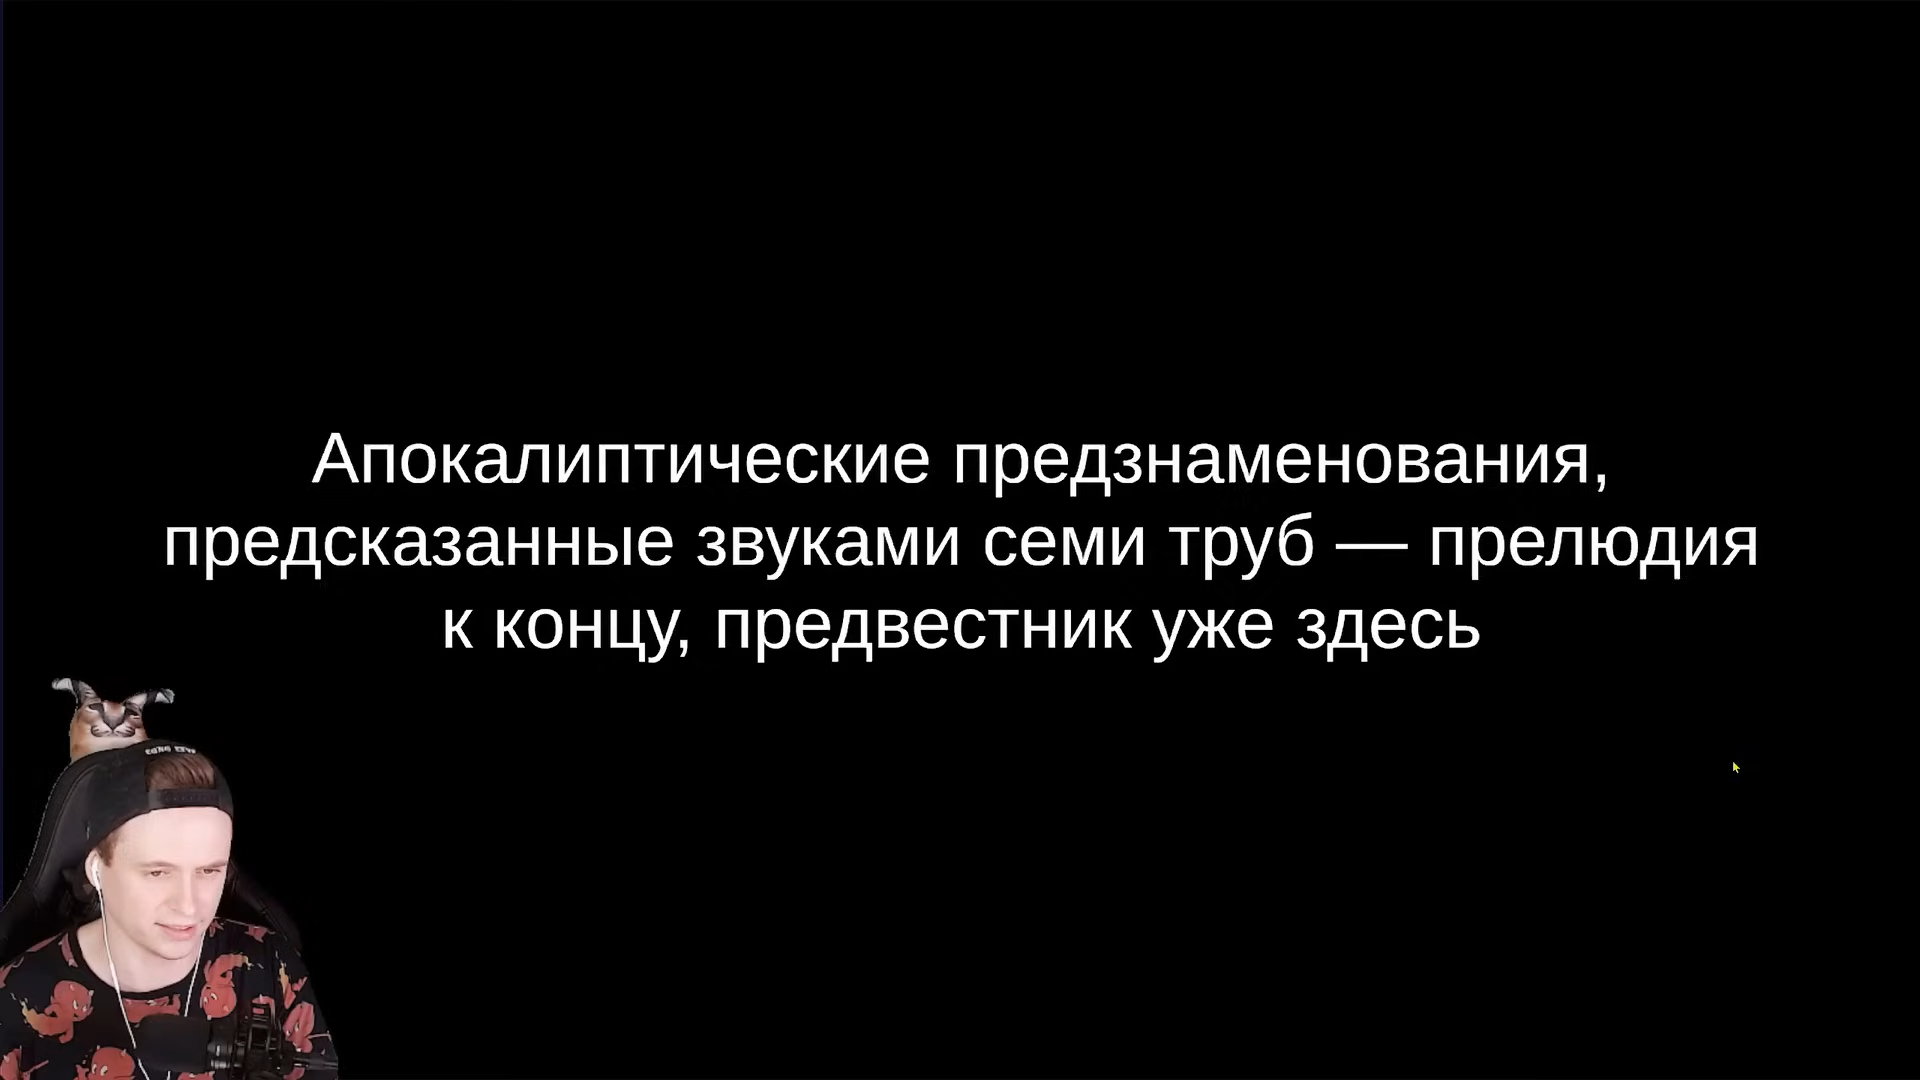 Апокалиптические предзнаменования,
предсказанные звуками семи труб — прелюдия
к концу, предвестник уже здесь